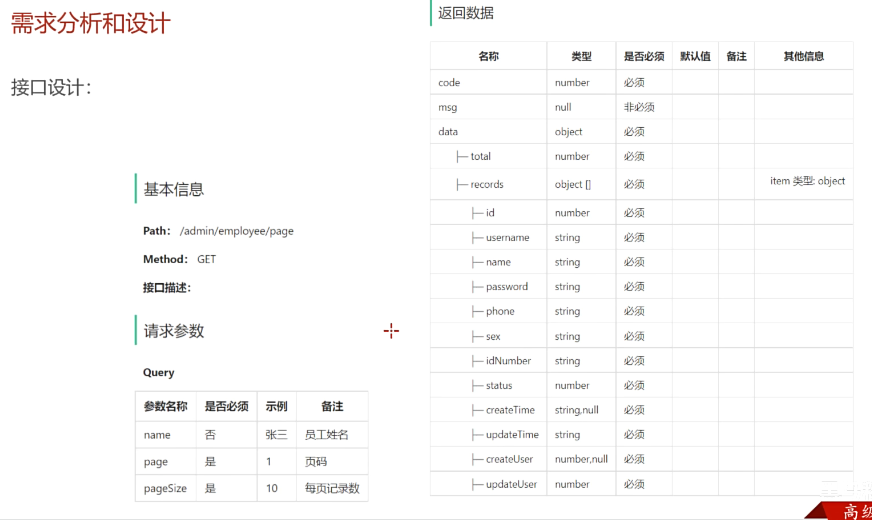 需求分析和设计
接口设计：
基本信息
Path： /admin/employee/page
Method： GET
接口描述：
请求参数
Query
参数名称 是否必须 示例 备注
name 否 张三 员工姓名
page 是 1 页码
pageSize 是 10 每页记录数
返回数据
名称 类型 是否必须 默认值 备注 其他信息
code number 必须
msg null 非必须
data object 必须
├─ total number 必须
├─ records object [] 必须 item 类型: object
├─ id number 必须
├─ username string 必须
├─ name string 必须
├─ password string 必须
├─ phone string 必须
├─ sex string 必须
├─ idNumber string 必须
├─ status number 必须
├─ createTime string,null 必须
├─ updateTime string 必须
├─ createUser number,null 必须
├─ updateUser number 必须
高级